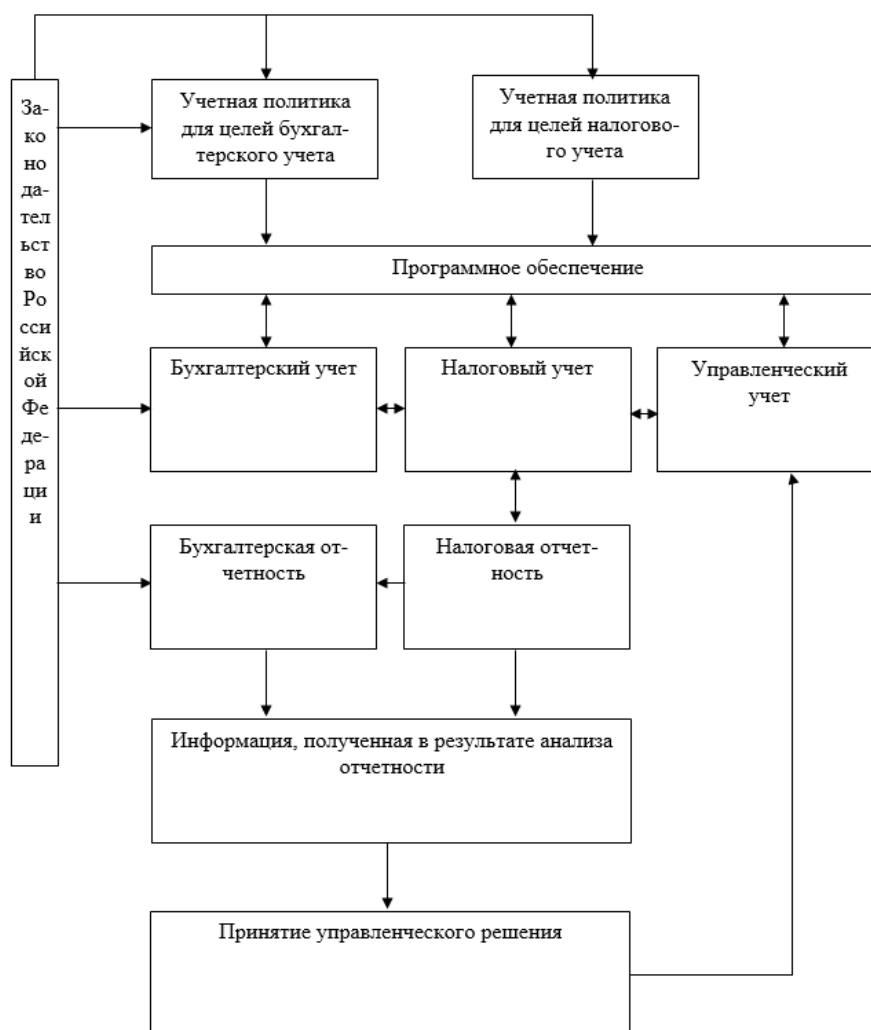 За-
ко
но
да-
тел
ьст
во
Ро
сси
йск
ой
Фе
де-
ра
ци
и
Учетная политика
для целей бухгал-
терского учета
Учетная политика
для целей налогово-
го учета
Программное обеспечение
Бухгалтерский учет
Налоговый учет
Управленческий
учет
Бухгалтерская от-
четность
Налоговая отчет-
ность
Информация, полученная в результате анализа
отчетности
Принятие управленческого решения